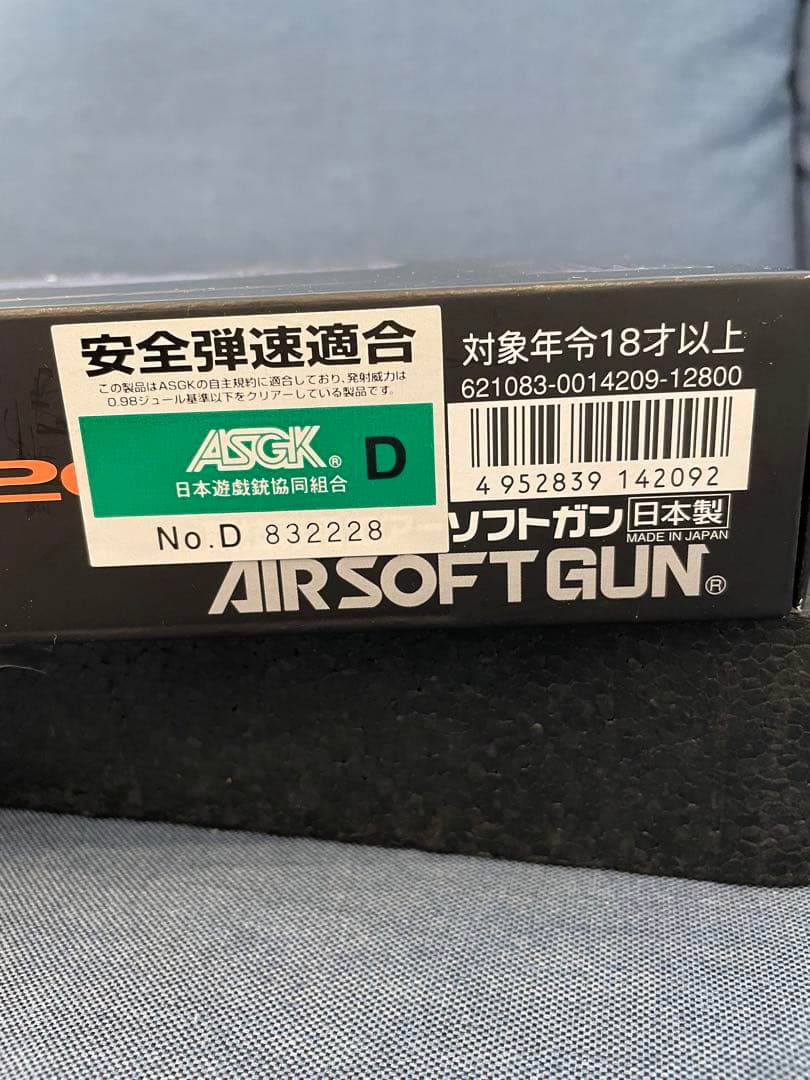 安全弾速適合
この製品はASGKの自主規約に適合しており、発射威力は
0.98ジュール基準以下をクリアーしている製品です。
ASGK® D
日本遊戯銃協同組合
No.D 832228
対象年令18才以上
621083-0014209-12800
4 952839 142092
ーソフトガン 日本製
MADE IN JAPAN
AIRSOFT GUN®